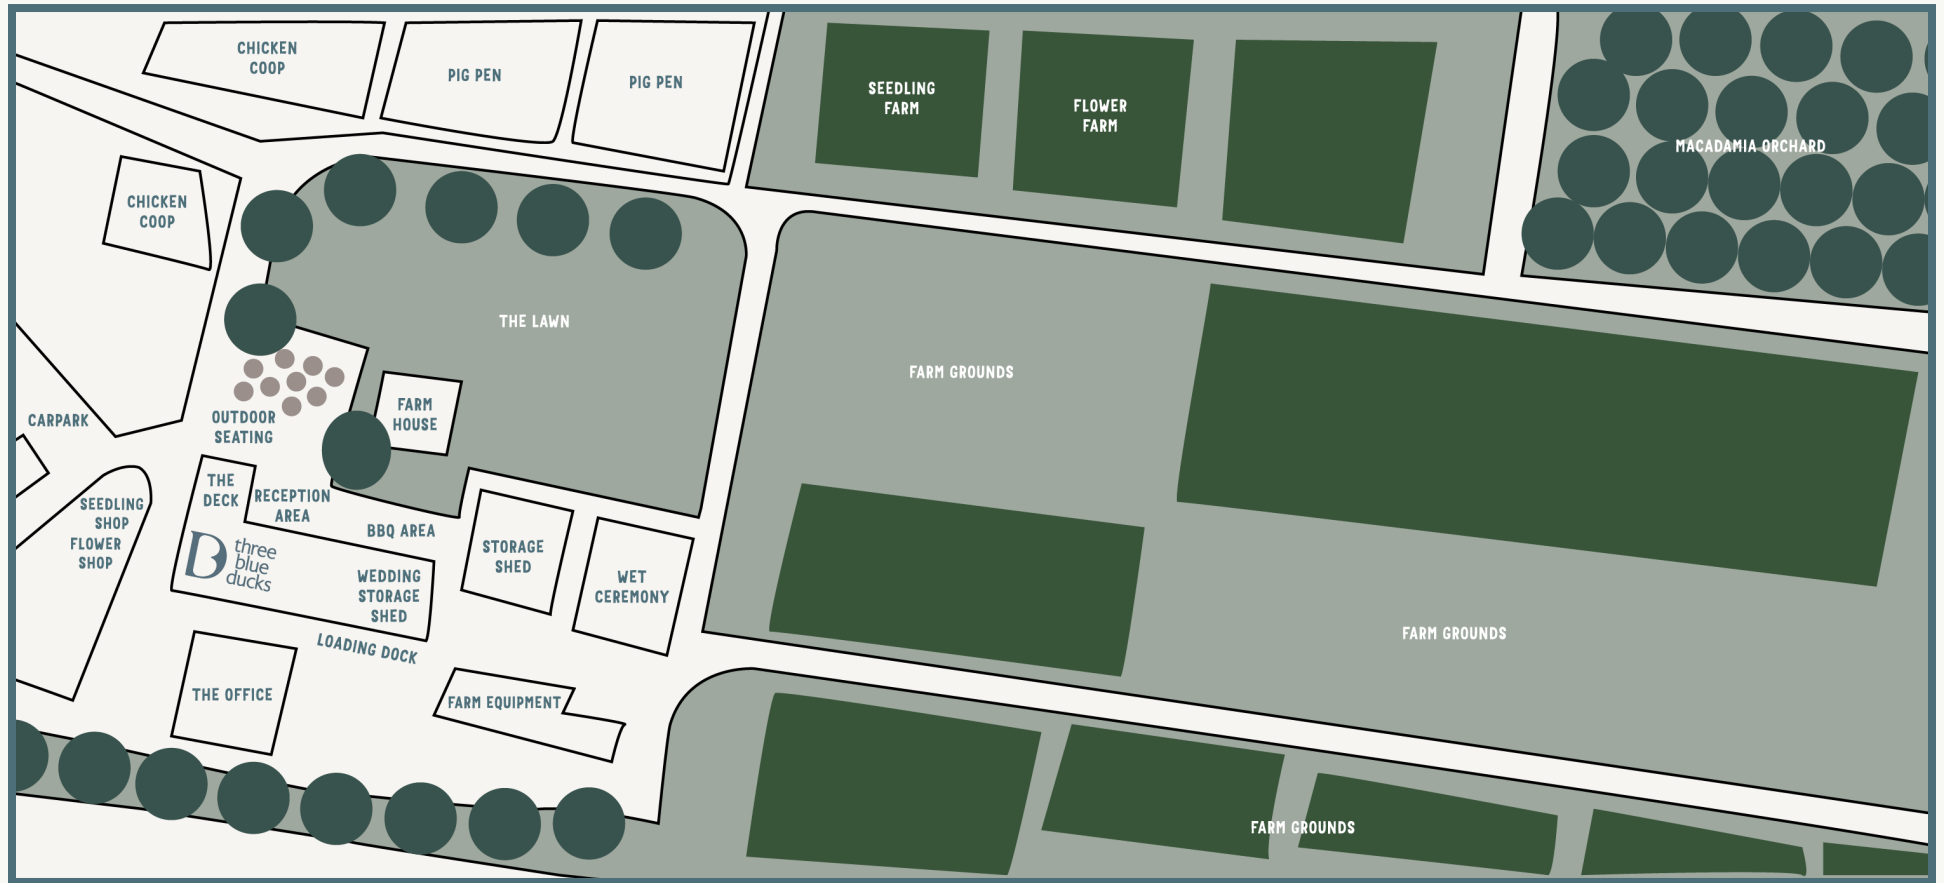 CHICKEN
COOP
PIG PEN
PIG PEN
SEEDLING
FARM
FLOWER
FARM
MACADAMIA ORCHARD
CHICKEN
COOP
THE LAWN
FARM GROUNDS
FARM
HOUSE
CARPARK
OUTDOOR
SEATING
THE
DECK
RECEPTION
AREA
BBQ AREA
SEEDLING
SHOP
FLOWER
SHOP
B
three
blue
ducks
WEDDING
STORAGE
SHED
STORAGE
SHED
WET
CEREMONY
LOADING DOCK
FARM GROUNDS
THE OFFICE
FARM EQUIPMENT
FARM GROUNDS